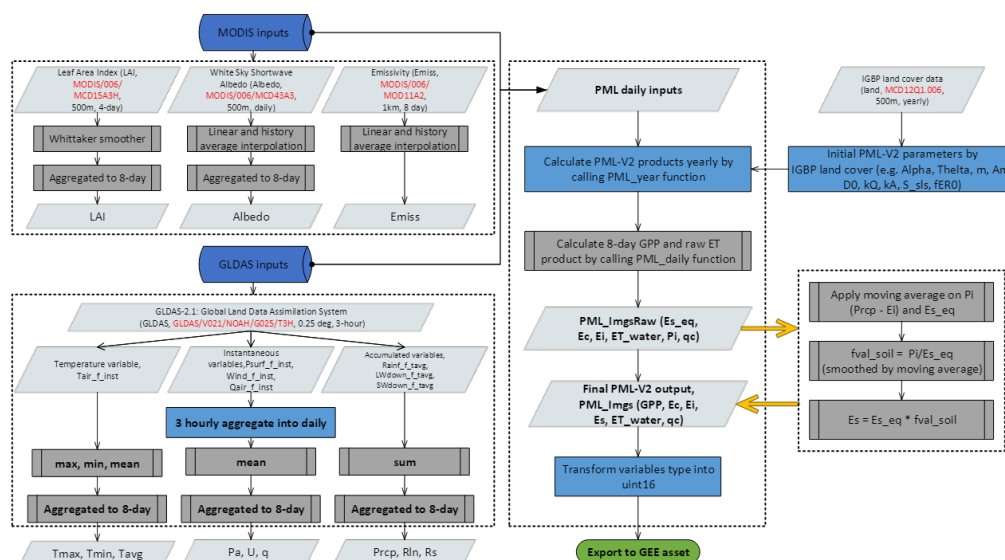 MODIS inputs
Leaf Area Index (LAI,
MODIS/006/
MCD15A3H,
500m, 4-day)
White Sky Shortwave
Albedo (Albedo,
MODIS/006/MCD43A3,
500m, daily)
Emissivity (Emiss,
MODIS/006/
MOD11A2,
1km, 8 day)
Whittaker smoother
Linear and history
average interpolation
Linear and history
average interpolation
Aggregated to 8-day
Aggregated to 8-day
LAI
Albedo
Emiss
GLDAS inputs
GLDAS-2.1: Global Land Data Assimilation System
(GLDAS, GLDAS/V021/NOAH/G025/T3H, 0.25 deg, 3-hour)
Temperature variable,
Tair_f_inst
Instantaneous
variables,Psurf_f_inst,
Wind_f_inst,
Qair_f_inst
Accumulated variables,
Rainf_f_tavg,
LWdown_f_tavg,
SWdown_f_tavg
3 hourly aggregate into daily
max, min, mean
mean
sum
Aggregated to 8-day
Aggregated to 8-day
Aggregated to 8-day
Tmax, Tmin, Tavg
Pa, U, q
Prcp, Rln, Rs
PML daily inputs
Calculate PML-V2 products yearly by
calling PML_year function
Calculate 8-day GPP and raw ET
product by calling PML_daily function
PML_ImgsRaw (Es_eq,
Ec, Ei, ET_water, Pi, qc)
Final PML-V2 output,
PML_Imgs (GPP, Ec, Ei,
Es, ET_water, qc)
Transform variables type into
uint16
Export to GEE asset
IGBP land cover data
(land, MCD12Q1.006,
500m, yearly)
Initial PML-V2 parameters by
IGBP land cover (e.g. Alpha, Thelta, m, Am
D0, kQ, kA, S_sls, fER0)
Apply moving average on Pi
(Prcp - Ei) and Es_eq
fval_soil = Pi/Es_eq
(smoothed by moving average)
Es = Es_eq * fval_soil